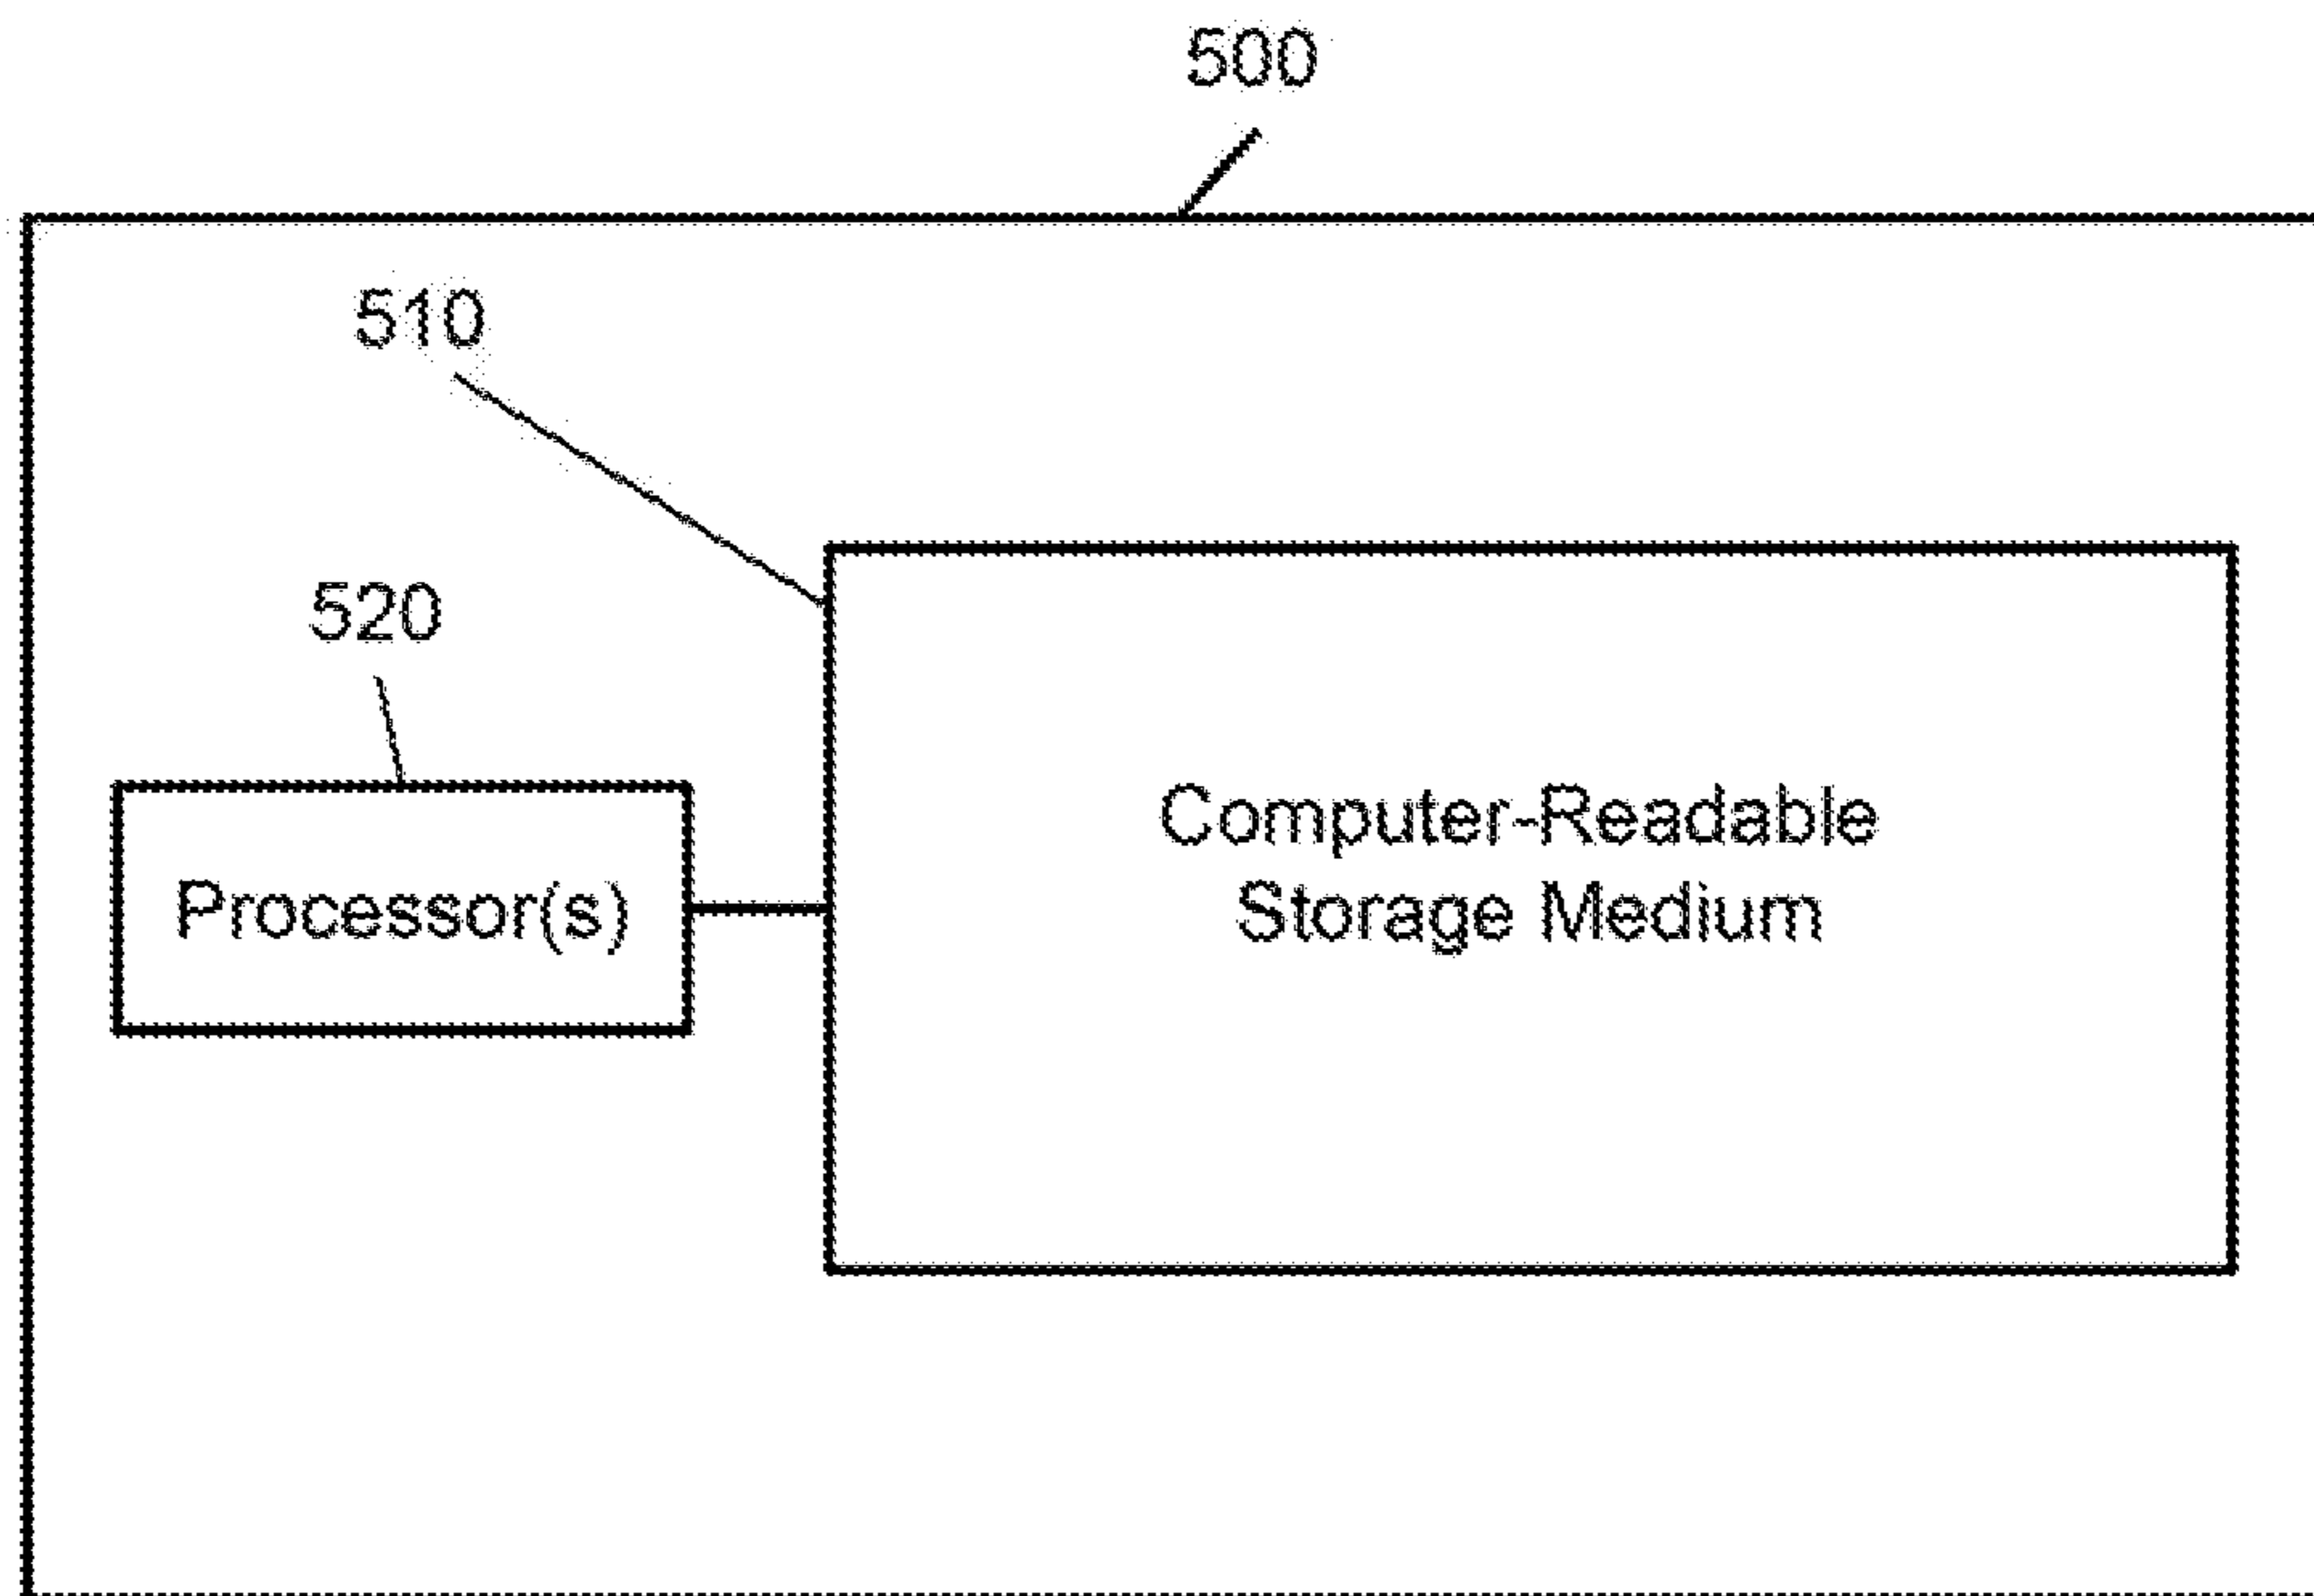 500
510
520
Computer-Readable
Processor(s)
Storage Medium